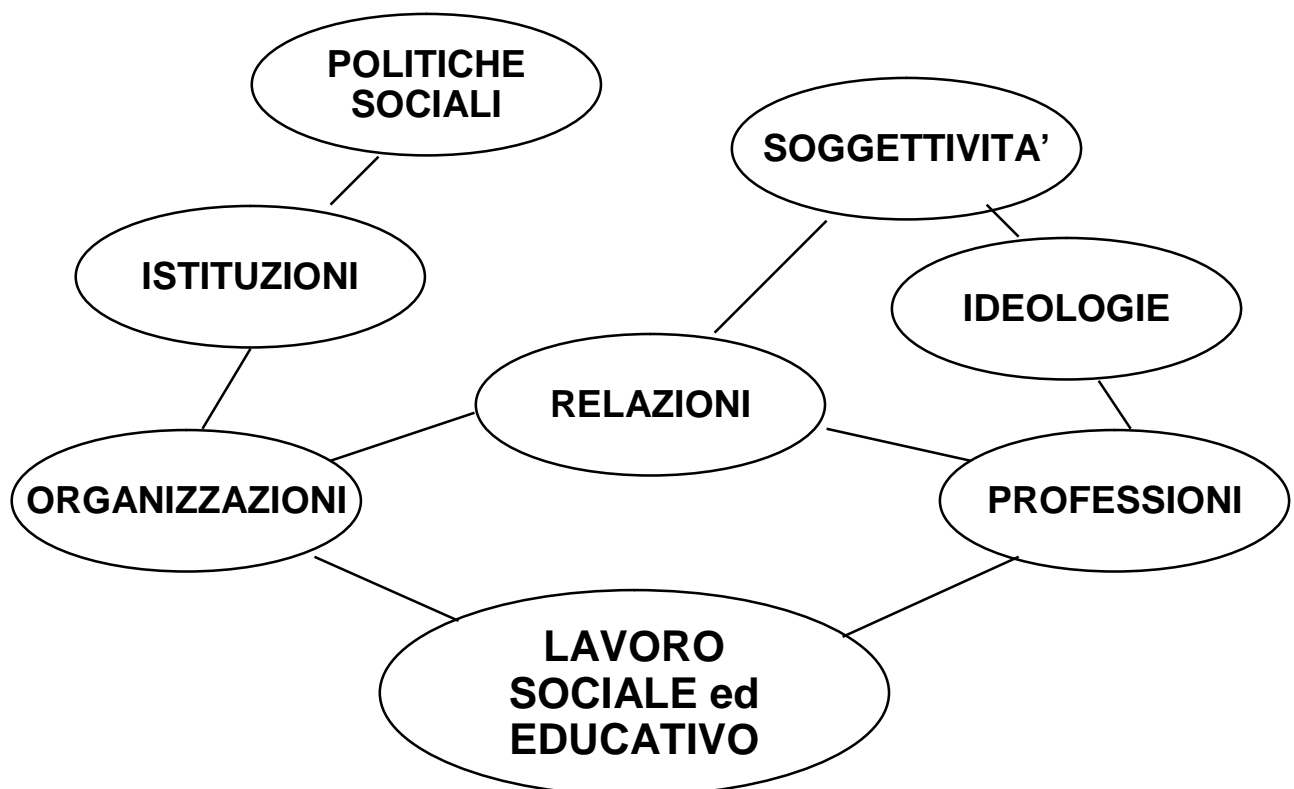 POLITICHE
SOCIALI
SOGGETTIVITA’
ISTITUZIONI
IDEOLOGIE
RELAZIONI
ORGANIZZAZIONI
PROFESSIONI
LAVORO
SOCIALE ed
EDUCATIVO